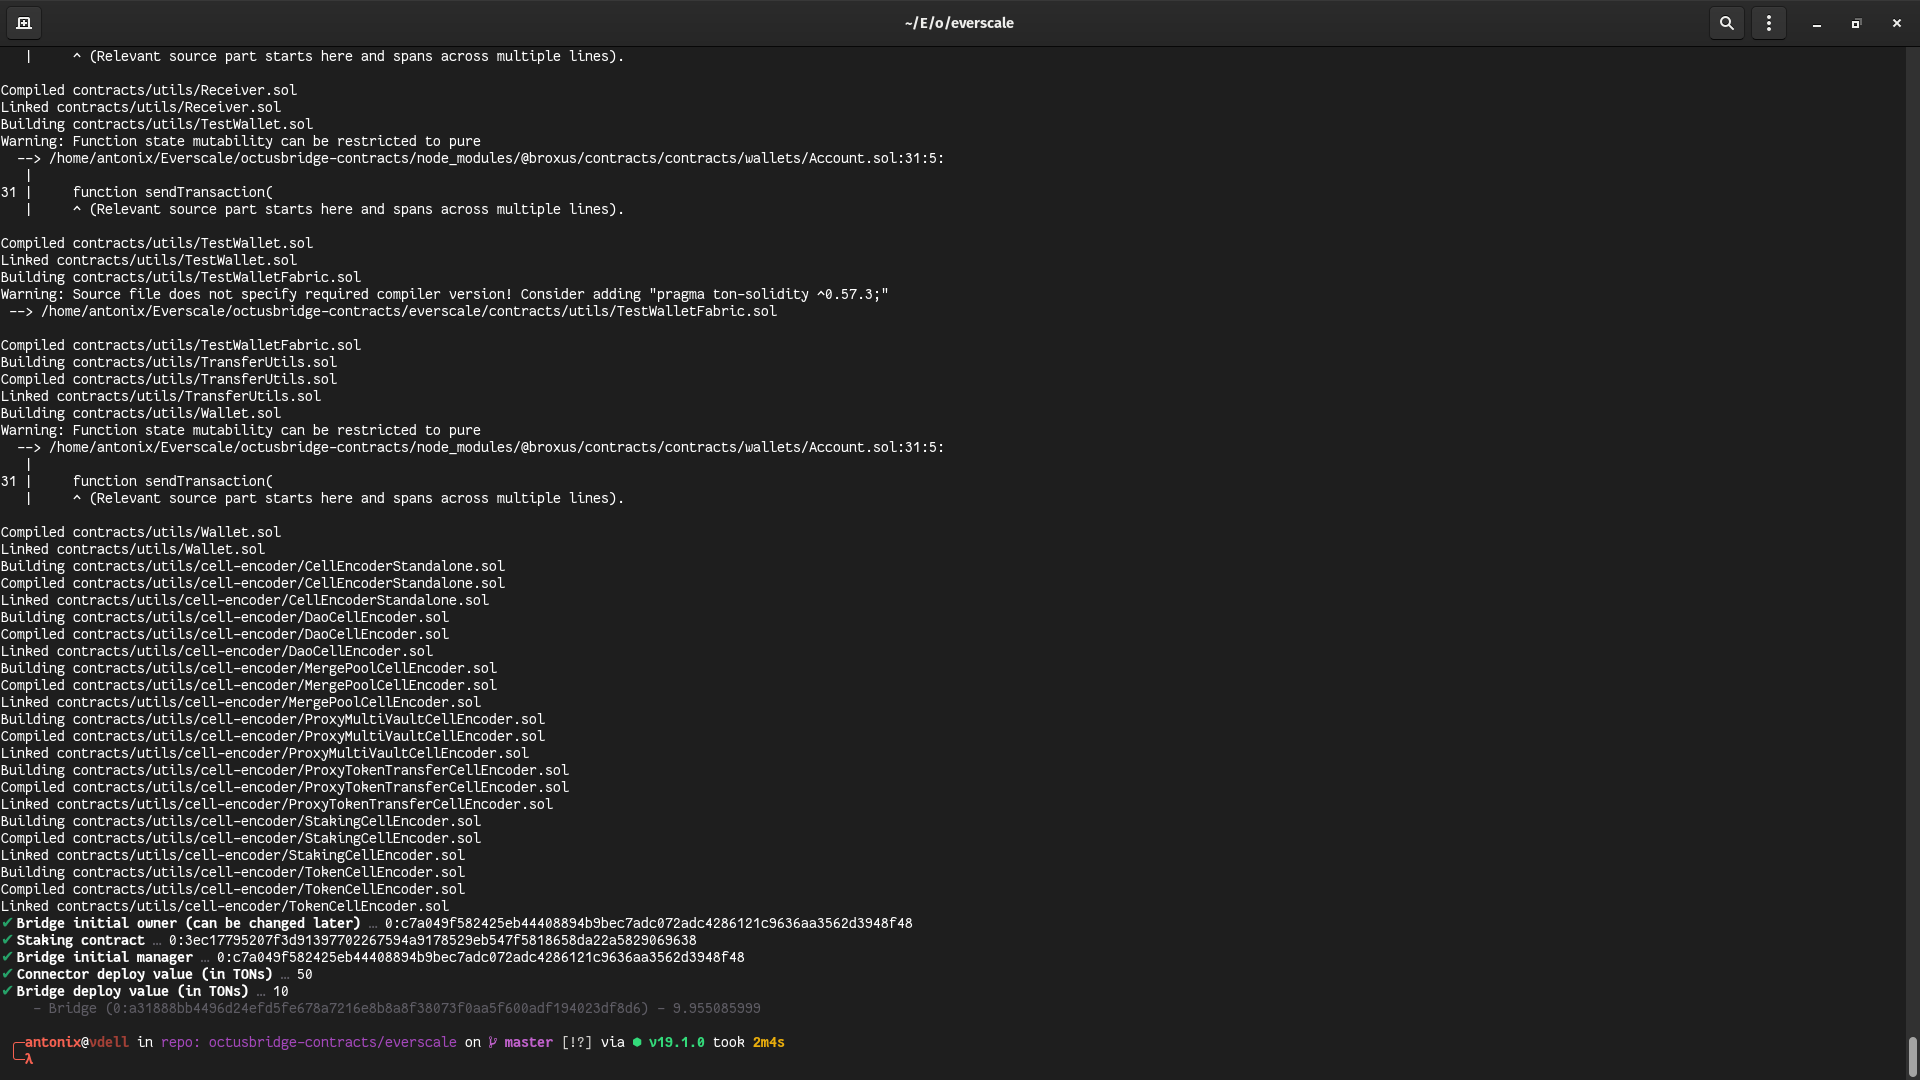 ~/E/o/everscale
   |     ^ (Relevant source part starts here and spans across multiple lines).
Compiled contracts/utils/Receiver.sol
Linked contracts/utils/Receiver.sol
Building contracts/utils/TestWallet.sol
Warning: Function state mutability can be restricted to pure
  --> /home/antonix/Everscale/octusbridge-contracts/node_modules/@broxus/contracts/contracts/wallets/Account.sol:31:5:
   |
31 |     function sendTransaction(
   |     ^ (Relevant source part starts here and spans across multiple lines).
Compiled contracts/utils/TestWallet.sol
Linked contracts/utils/TestWallet.sol
Building contracts/utils/TestWalletFabric.sol
Warning: Source file does not specify required compiler version! Consider adding "pragma ton-solidity ^0.57.3;"
 --> /home/antonix/Everscale/octusbridge-contracts/everscale/contracts/utils/TestWalletFabric.sol
Compiled contracts/utils/TestWalletFabric.sol
Building contracts/utils/TransferUtils.sol
Compiled contracts/utils/TransferUtils.sol
Linked contracts/utils/TransferUtils.sol
Building contracts/utils/Wallet.sol
Warning: Function state mutability can be restricted to pure
  --> /home/antonix/Everscale/octusbridge-contracts/node_modules/@broxus/contracts/contracts/wallets/Account.sol:31:5:
   |
31 |     function sendTransaction(
   |     ^ (Relevant source part starts here and spans across multiple lines).
Compiled contracts/utils/Wallet.sol
Linked contracts/utils/Wallet.sol
Building contracts/utils/cell-encoder/CellEncoderStandalone.sol
Compiled contracts/utils/cell-encoder/CellEncoderStandalone.sol
Linked contracts/utils/cell-encoder/CellEncoderStandalone.sol
Building contracts/utils/cell-encoder/DaoCellEncoder.sol
Compiled contracts/utils/cell-encoder/DaoCellEncoder.sol
Linked contracts/utils/cell-encoder/DaoCellEncoder.sol
Building contracts/utils/cell-encoder/MergePoolCellEncoder.sol
Compiled contracts/utils/cell-encoder/MergePoolCellEncoder.sol
Linked contracts/utils/cell-encoder/MergePoolCellEncoder.sol
Building contracts/utils/cell-encoder/ProxyMultiVaultCellEncoder.sol
Compiled contracts/utils/cell-encoder/ProxyMultiVaultCellEncoder.sol
Linked contracts/utils/cell-encoder/ProxyMultiVaultCellEncoder.sol
Building contracts/utils/cell-encoder/ProxyTokenTransferCellEncoder.sol
Compiled contracts/utils/cell-encoder/ProxyTokenTransferCellEncoder.sol
Linked contracts/utils/cell-encoder/ProxyTokenTransferCellEncoder.sol
Building contracts/utils/cell-encoder/StakingCellEncoder.sol
Compiled contracts/utils/cell-encoder/StakingCellEncoder.sol
Linked contracts/utils/cell-encoder/StakingCellEncoder.sol
Building contracts/utils/cell-encoder/TokenCellEncoder.sol
Compiled contracts/utils/cell-encoder/TokenCellEncoder.sol
Linked contracts/utils/cell-encoder/TokenCellEncoder.sol
✔ Bridge initial owner (can be changed later) … 0:c7a049f582425eb44408894b9bec7adc072adc4286121c9636aa3562d3948f48
✔ Staking contract … 0:3ec17795207f3d91397702267594a9178529eb547f5818658da22a5829069638
✔ Bridge initial manager … 0:c7a049f582425eb44408894b9bec7adc072adc4286121c9636aa3562d3948f48
✔ Connector deploy value (in TONs) … 50
✔ Bridge deploy value (in TONs) … 10
    - Bridge (0:a31888bb4496d24efd5fe678a7216e8b8a8f38073f0aa5f600adf194023df8d6) - 9.955085999
╭─antonix@vdell in repo: octusbridge-contracts/everscale on master [!?] via ⬢ v19.1.0 took 2m4s
╰─λ